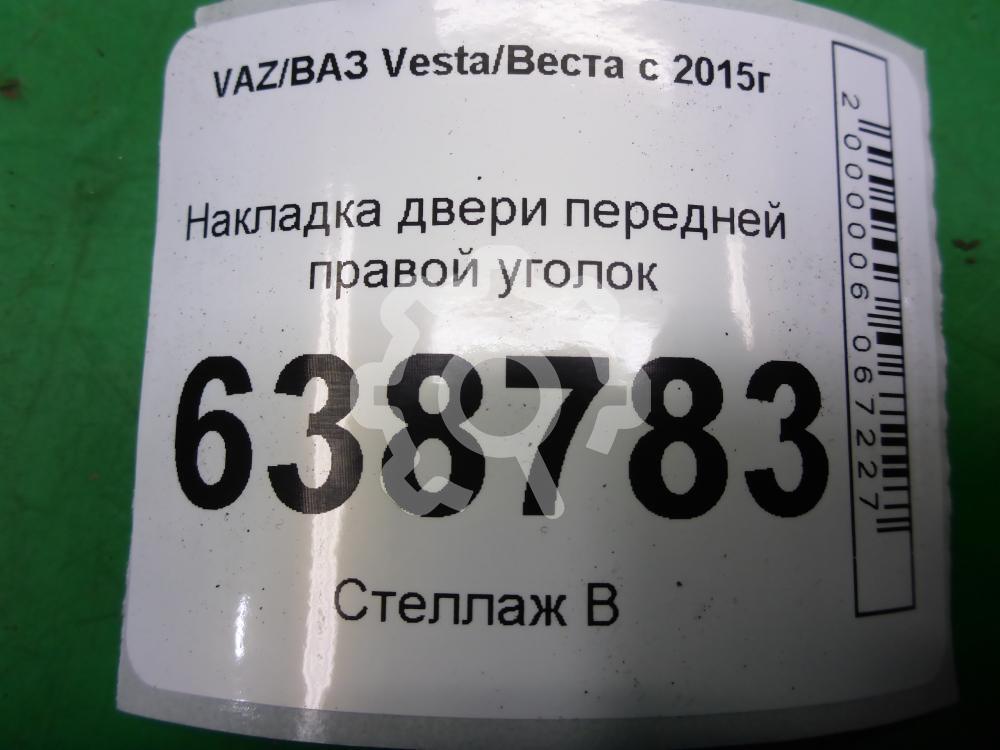 VAZ/ВАЗ Vesta/Веста с 2015г
Накладка двери передней
правой уголок
638783
Стеллаж В
2000006067227